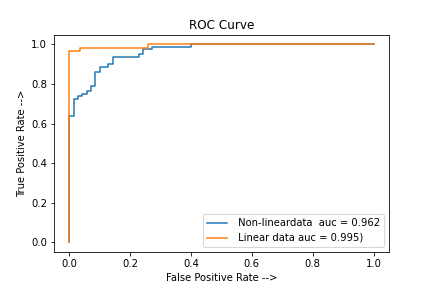 ROC Curve
True Positive Rate -->
1.0
0.8
0.6
0.4
0.2
0.0
Non-lineardata  auc = 0.962
Linear data auc = 0.995)
0.0 0.2 0.4 0.6 0.8 1.0
False Positive Rate -->